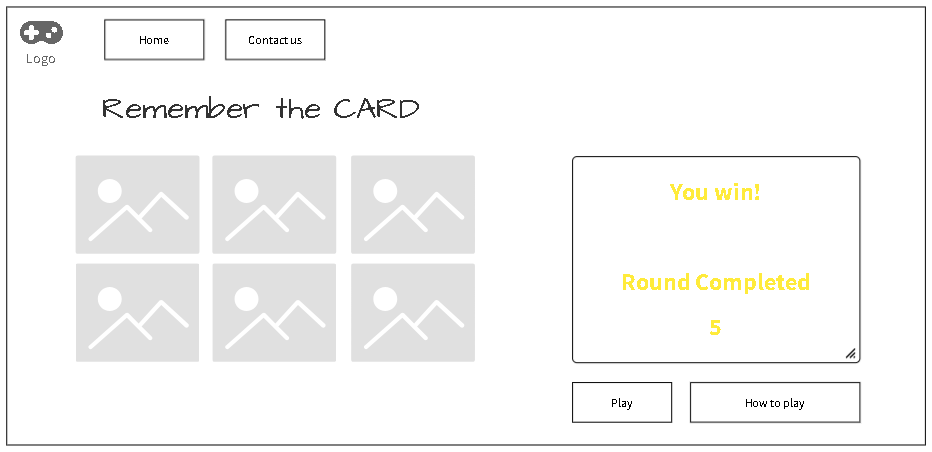 Logo
Home
Contact us
Remember the CARD
You win!
Round Completed
5
Play
How to play